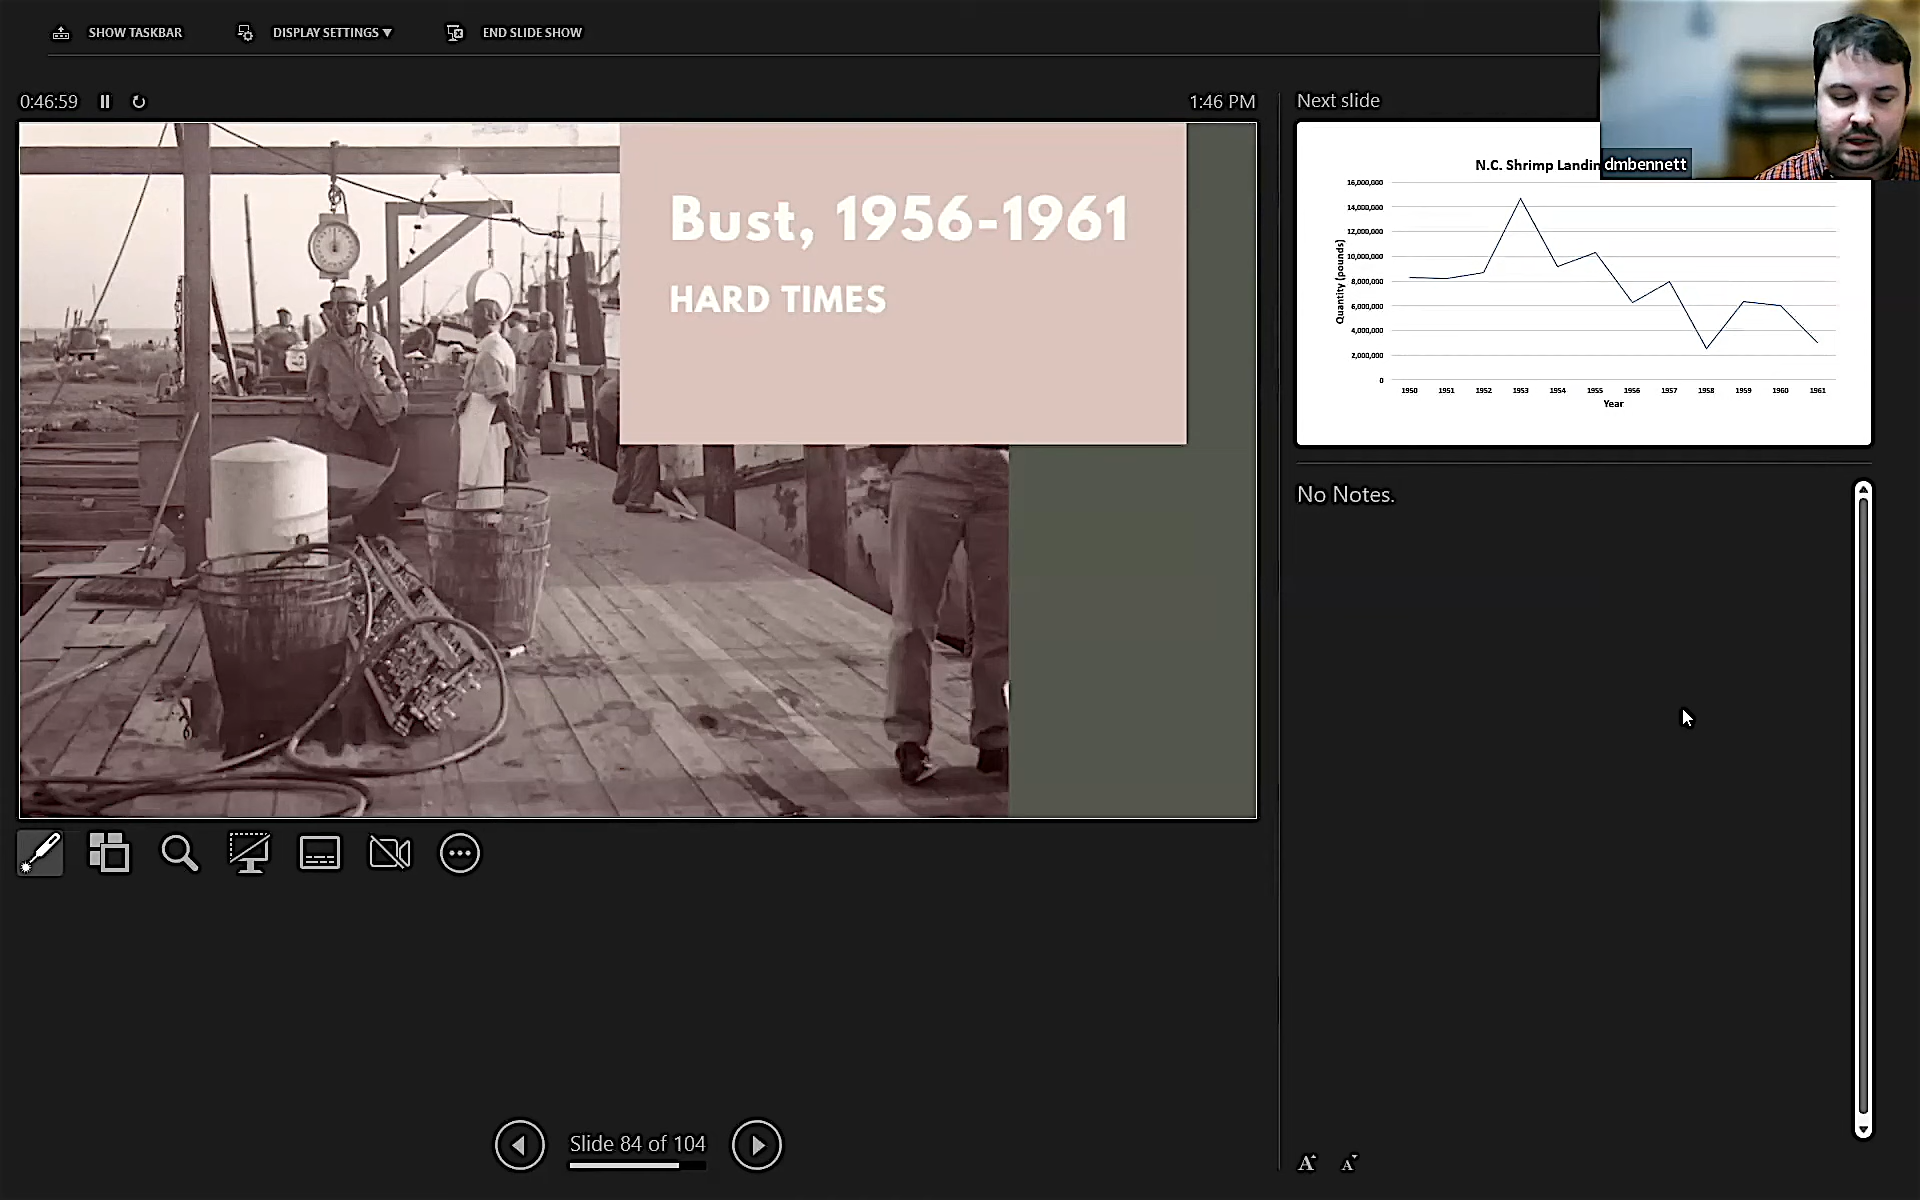 SHOW TASKBAR
DISPLAY SETTINGS ▼
END SLIDE SHOW
0:46:59
1:46 PM
Next slide
Bust, 1956-1961
HARD TIMES
dmbennett
N.C. Shrimp Landin
Quantity (pounds)
16,000,000
14,000,000
12,000,000
10,000,000
8,000,000
6,000,000
4,000,000
2,000,000
0
1950 1951 1952 1953 1954 1955 1956 1957 1958 1959 1960 1961
Year
No Notes.
Slide 84 of 104
A A